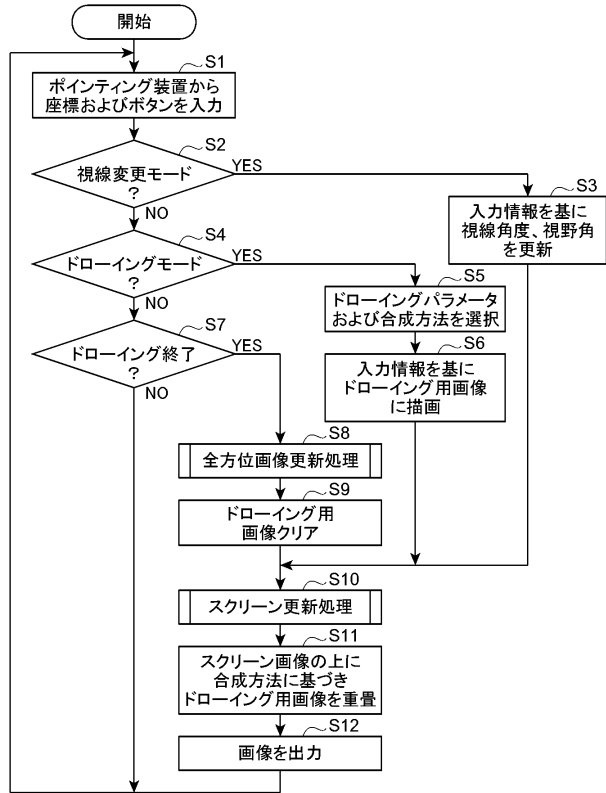 開始
S1
ポインティング装置から
座標およびボタンを入力
S2
視線変更モード
?
YES
NO
S3
入力情報を基に
視線角度、視野角
を更新
S4
ドローイングモード
?
YES
NO
S5
ドローイングパラメータ
および合成方法を選択
S6
入力情報を基に
ドローイング用画像
に描画
S7
ドローイング終了
?
YES
NO
S8
全方位画像更新処理
S9
ドローイング用
画像クリア
S10
スクリーン更新処理
S11
スクリーン画像の上に
合成方法に基づき
ドローイング用画像を重畳
S12
画像を出力